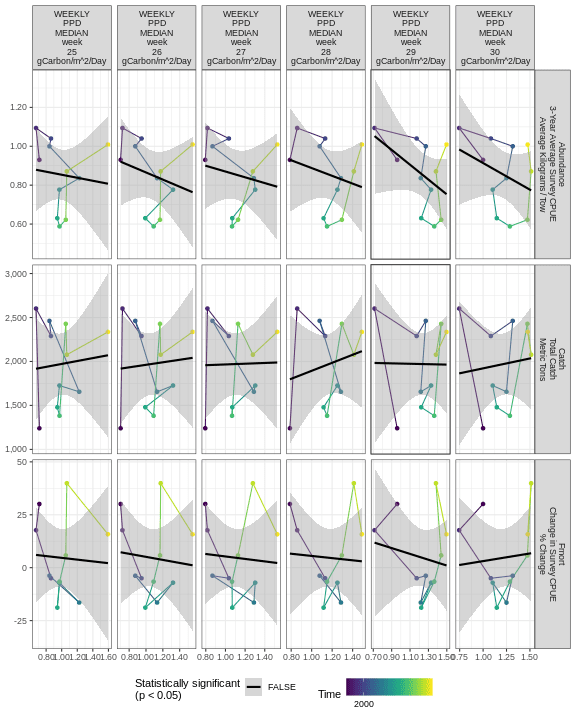 WEEKLY WEEKLY WEEKLY WEEKLY WEEKLY WEEKLY
PPD PPD PPD PPD PPD PPD
MEDIAN MEDIAN MEDIAN MEDIAN MEDIAN MEDIAN
week week week week week week
25 26 27 28 29 30
gCarbon/m^2/Day gCarbon/m^2/Day gCarbon/m^2/Day gCarbon/m^2/Day gCarbon/m^2/Day gCarbon/m^2/Day
1.20
1.00
0.80
0.60
Abundance
3-Year Average Survey CPUE
Average Kilograms / Tow
3,000
2,500
2,000
1,500
1,000
Catch
Total Catch
Metric Tons
50
25
0
-25
Fmort
Change in Survey CPUE
% Change
0.80 1.00 1.20 1.40 1.60 0.80 1.00 1.20 1.40 0.80 1.00 1.20 1.40 0.80 1.00 1.20 1.40 0.70 0.90 1.10 1.30 1.50 0.75 1.00 1.25 1.50
Statistically significant
(p < 0.05)
FALSE
Time
2000